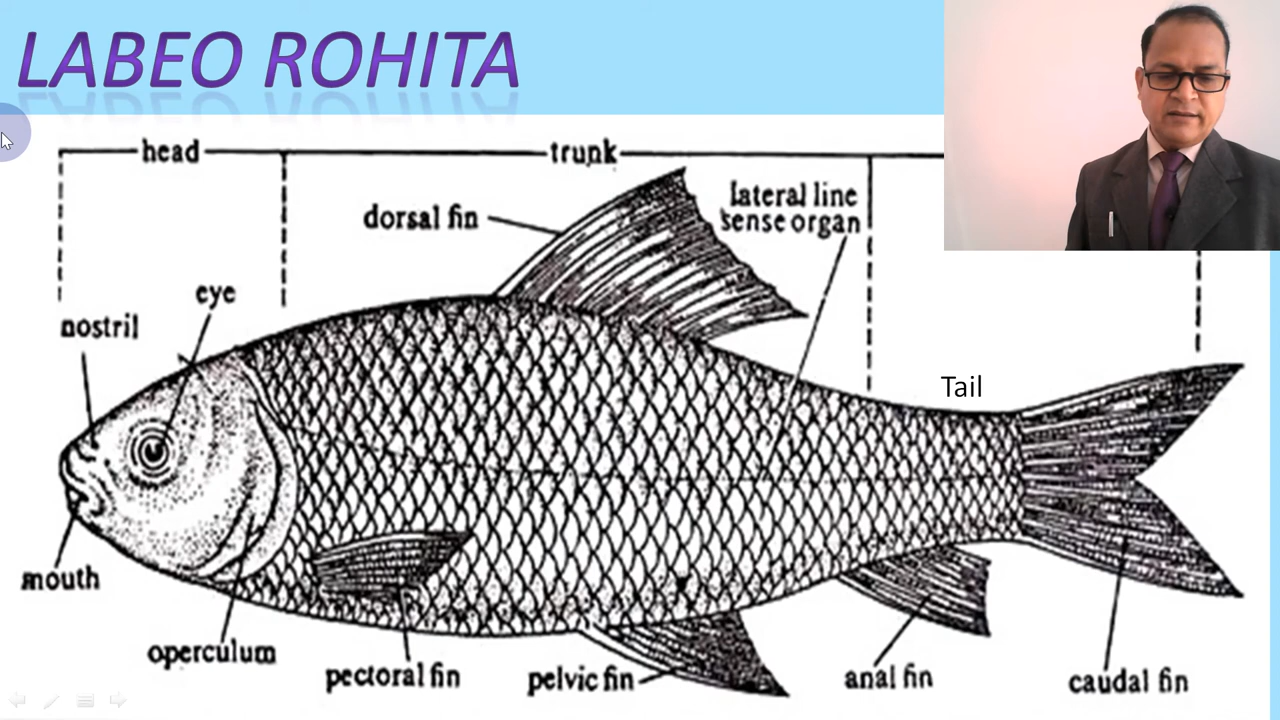 LABEO ROHITA
head
trunk
lateral line
sense organ
dorsal fin
eye
nostril
Tail
mouth
operculum
pectoral fin
pelvic fin
anal fin
caudal fin